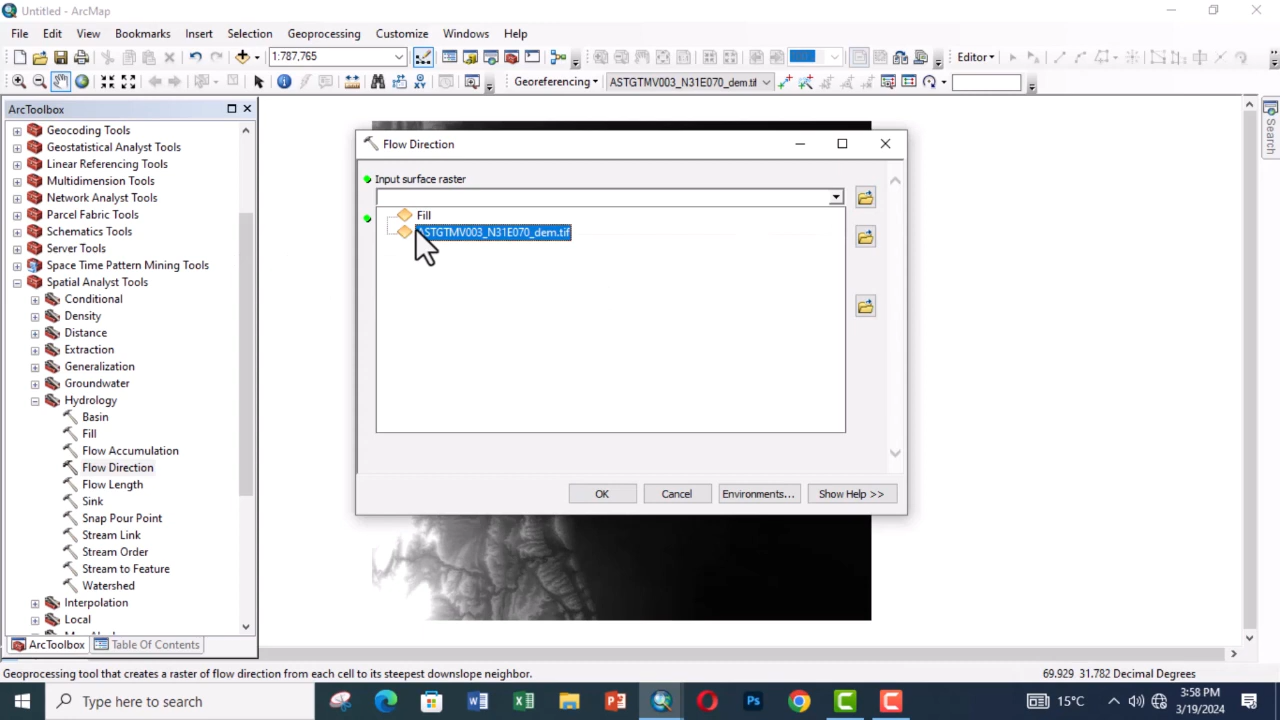 Untitled - ArcMap
File Edit View Bookmarks Insert Selection Geoprocessing Customize Windows Help
1:787,765
Editor
Georeferencing
ASTGTMV003_N31E070_dem.tif
ArcToolbox
Geocoding Tools
Geostatistical Analyst Tools
Linear Referencing Tools
Multidimension Tools
Network Analyst Tools
Parcel Fabric Tools
Schematics Tools
Server Tools
Space Time Pattern Mining Tools
Spatial Analyst Tools
Conditional
Density
Distance
Extraction
Generalization
Groundwater
Hydrology
Basin
Fill
Flow Accumulation
Flow Direction
Flow Length
Sink
Snap Pour Point
Stream Link
Stream Order
Stream to Feature
Watershed
Interpolation
Local
ArcToolbox
Table Of Contents
Flow Direction
Input surface raster
Fill
ASTGTMV003_N31E070_dem.tif
OK
Cancel
Environments...
Show Help >>
Search
Geoprocessing tool that creates a raster of flow direction from each cell to its steepest downslope neighbor.
69.929 31.782 Decimal Degrees
Type here to search
15°C
3:58 PM
3/19/2024